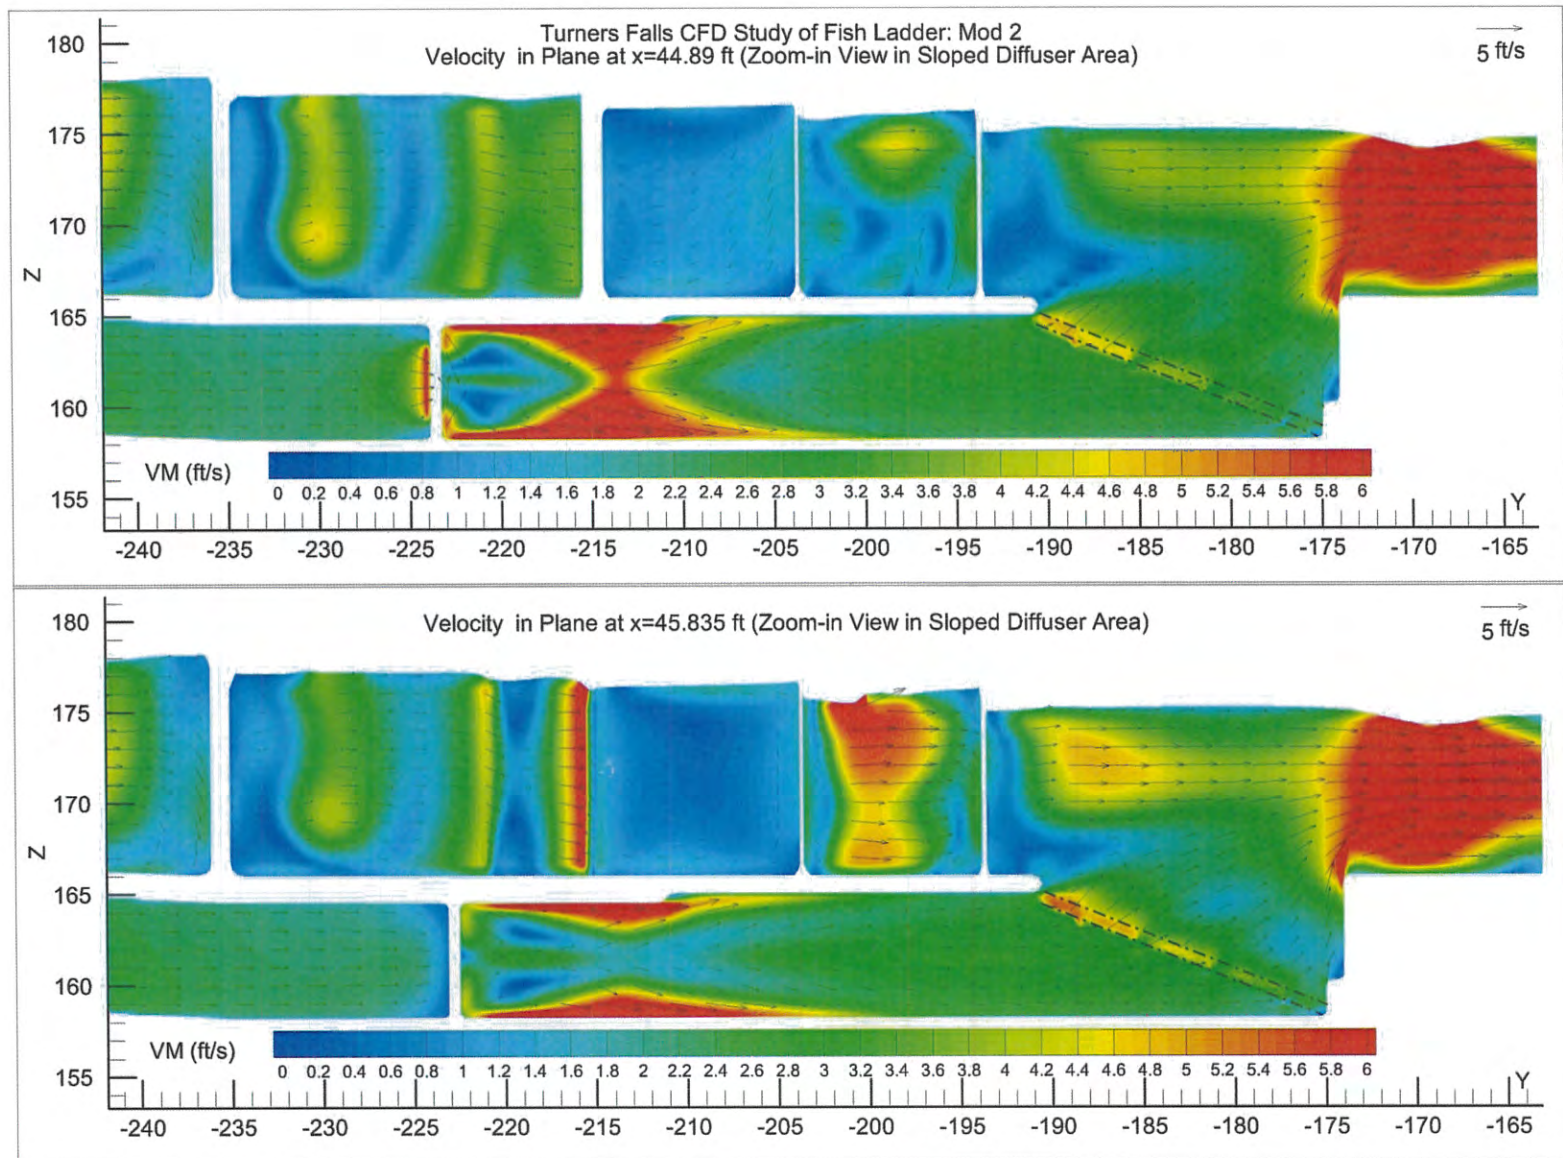 Turners Falls CFD Study of Fish Ladder: Mod 2
Velocity in Plane at x=44.89 ft (Zoom-in View in Sloped Diffuser Area)
5 ft/s
180
175
170
Z
165
160
155
VM (ft/s)
0 0.2 0.4 0.6 0.8 1 1.2 1.4 1.6 1.8 2 2.2 2.4 2.6 2.8 3 3.2 3.4 3.6 3.8 4 4.2 4.4 4.6 4.8 5 5.2 5.4 5.6 5.8 6
Y
-240 -235 -230 -225 -220 -215 -210 -205 -200 -195 -190 -185 -180 -175 -170 -165
Velocity in Plane at x=45.835 ft (Zoom-in View in Sloped Diffuser Area)
5 ft/s
180
175
170
Z
165
160
155
VM (ft/s)
0 0.2 0.4 0.6 0.8 1 1.2 1.4 1.6 1.8 2 2.2 2.4 2.6 2.8 3 3.2 3.4 3.6 3.8 4 4.2 4.4 4.6 4.8 5 5.2 5.4 5.6 5.8 6
Y
-240 -235 -230 -225 -220 -215 -210 -205 -200 -195 -190 -185 -180 -175 -170 -165